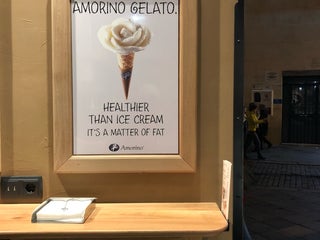 AMORINO GELATO.
HEALTHIER
THAN ICE CREAM
IT'S A MATTER OF FAT
Amorino